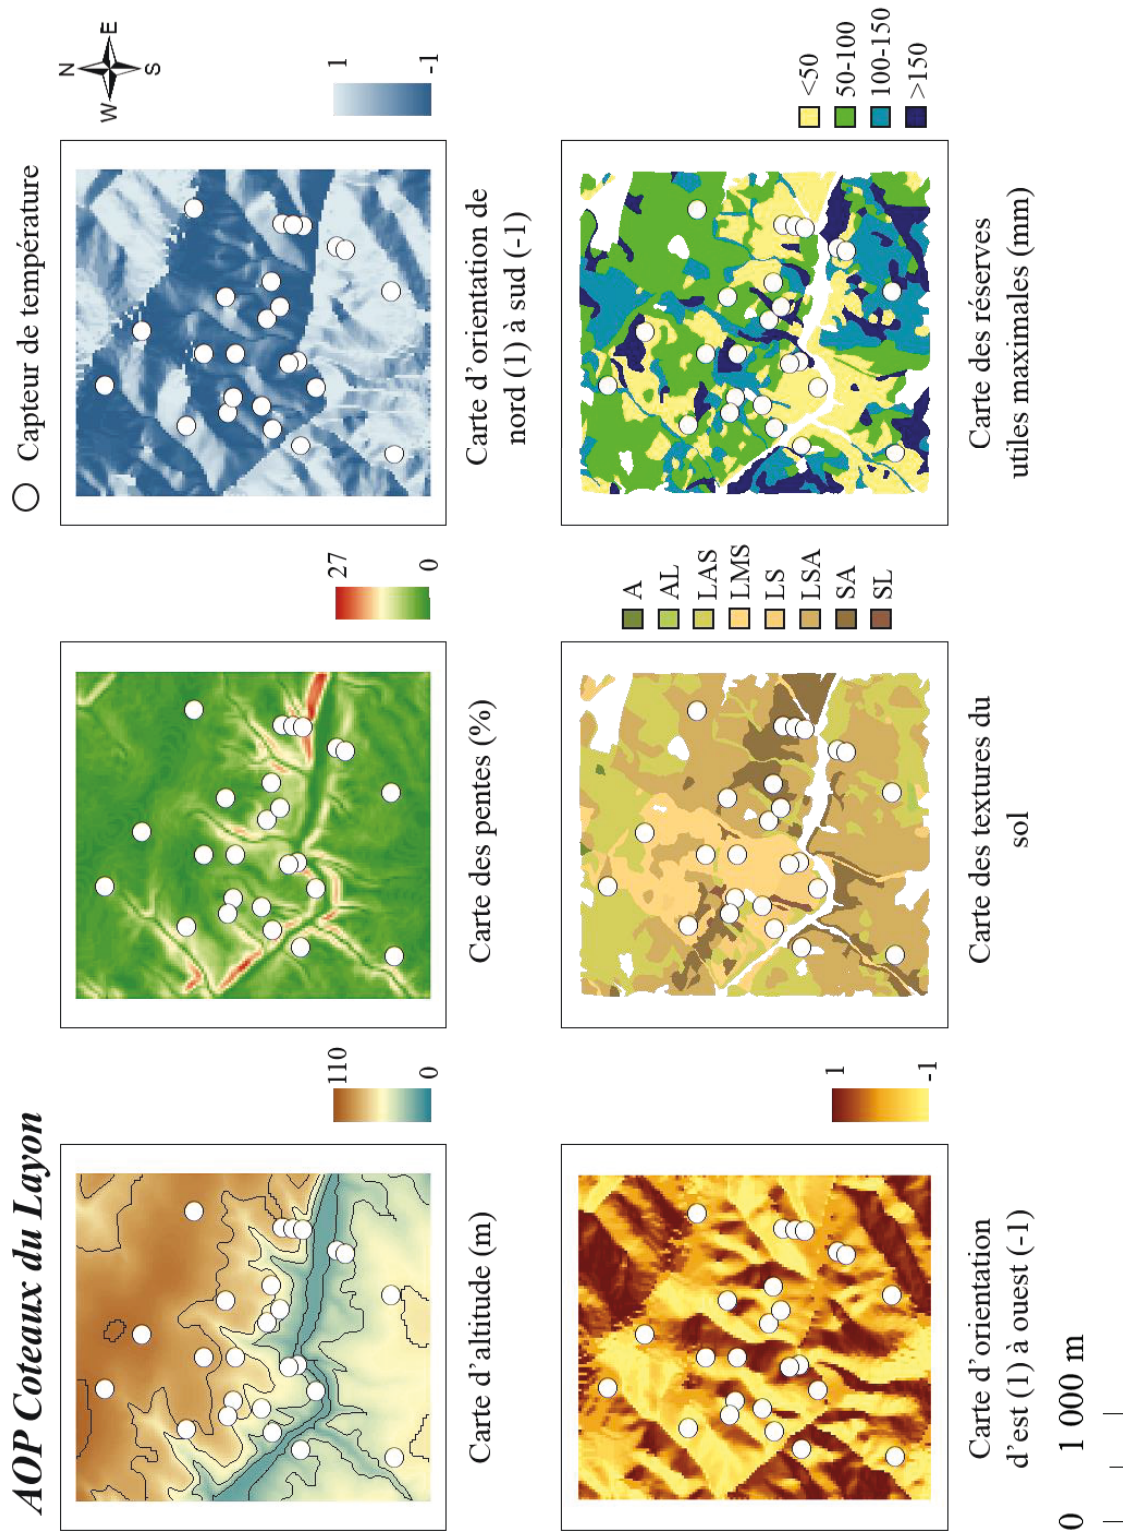 AOP Coteaux du Layon
Capteur de température
N
W
E
S
110
0
Carte d'altitude (m)
27
0
Carte des pentes (%)
1
-1
Carte d'orientation de
nord (1) à sud (-1)
1
-1
Carte d'orientation
d'est (1) à ouest (-1)
A
AL
LAS
LMS
LS
LSA
SA
SL
Carte des textures du
sol
<50
50-100
100-150
>150
Carte des réserves
utiles maximales (mm)
0 1 000 m